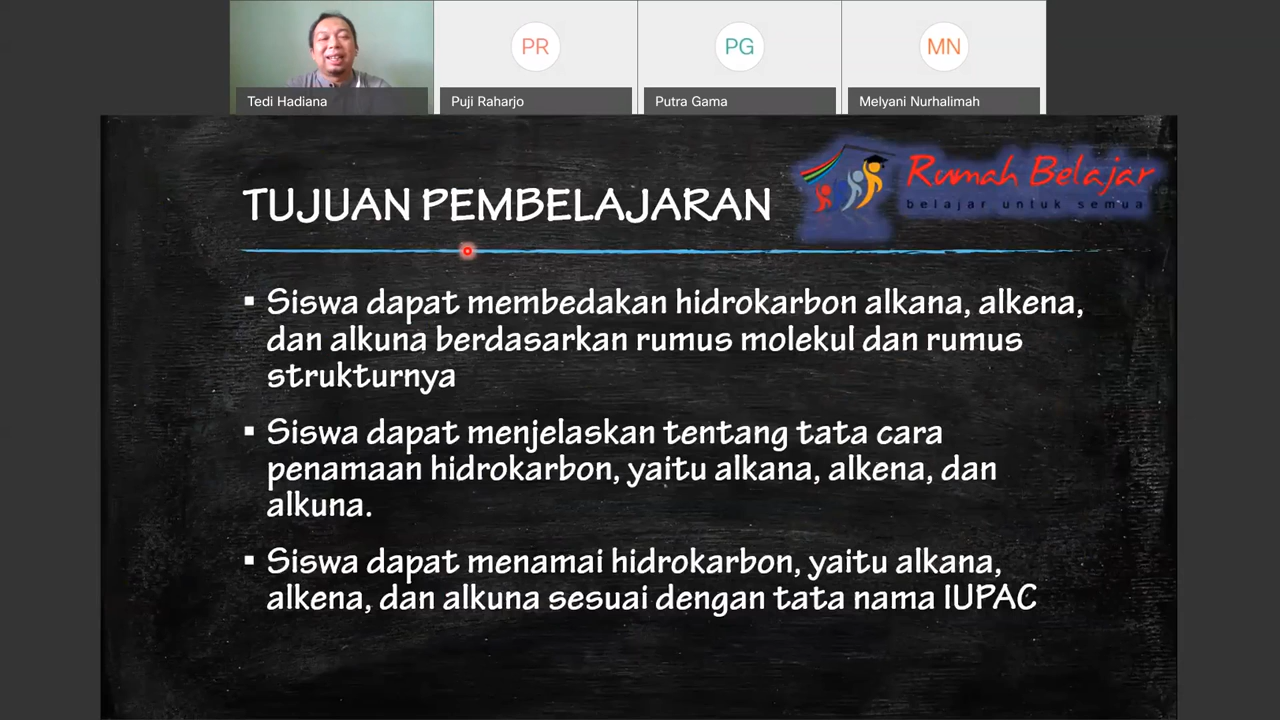 PR
PG
MN
Tedi Hadiana
Puji Raharjo
Putra Gama
Melyani Nurhalimah
Rumah Belajar
belajar untuk semua
TUJUAN PEMBELAJARAN
▪ Siswa dapat membedakan hidrokarbon alkana, alkena,
dan alkuna berdasarkan rumus molekul dan rumus
strukturnya
▪ Siswa dapat menjelaskan tentang tata cara
penamaan hidrokarbon, yaitu alkana, alkena, dan
alkuna.
▪ Siswa dapat menamai hidrokarbon, yaitu alkana,
alkena, dan alkuna sesuai dengan tata nama IUPAC